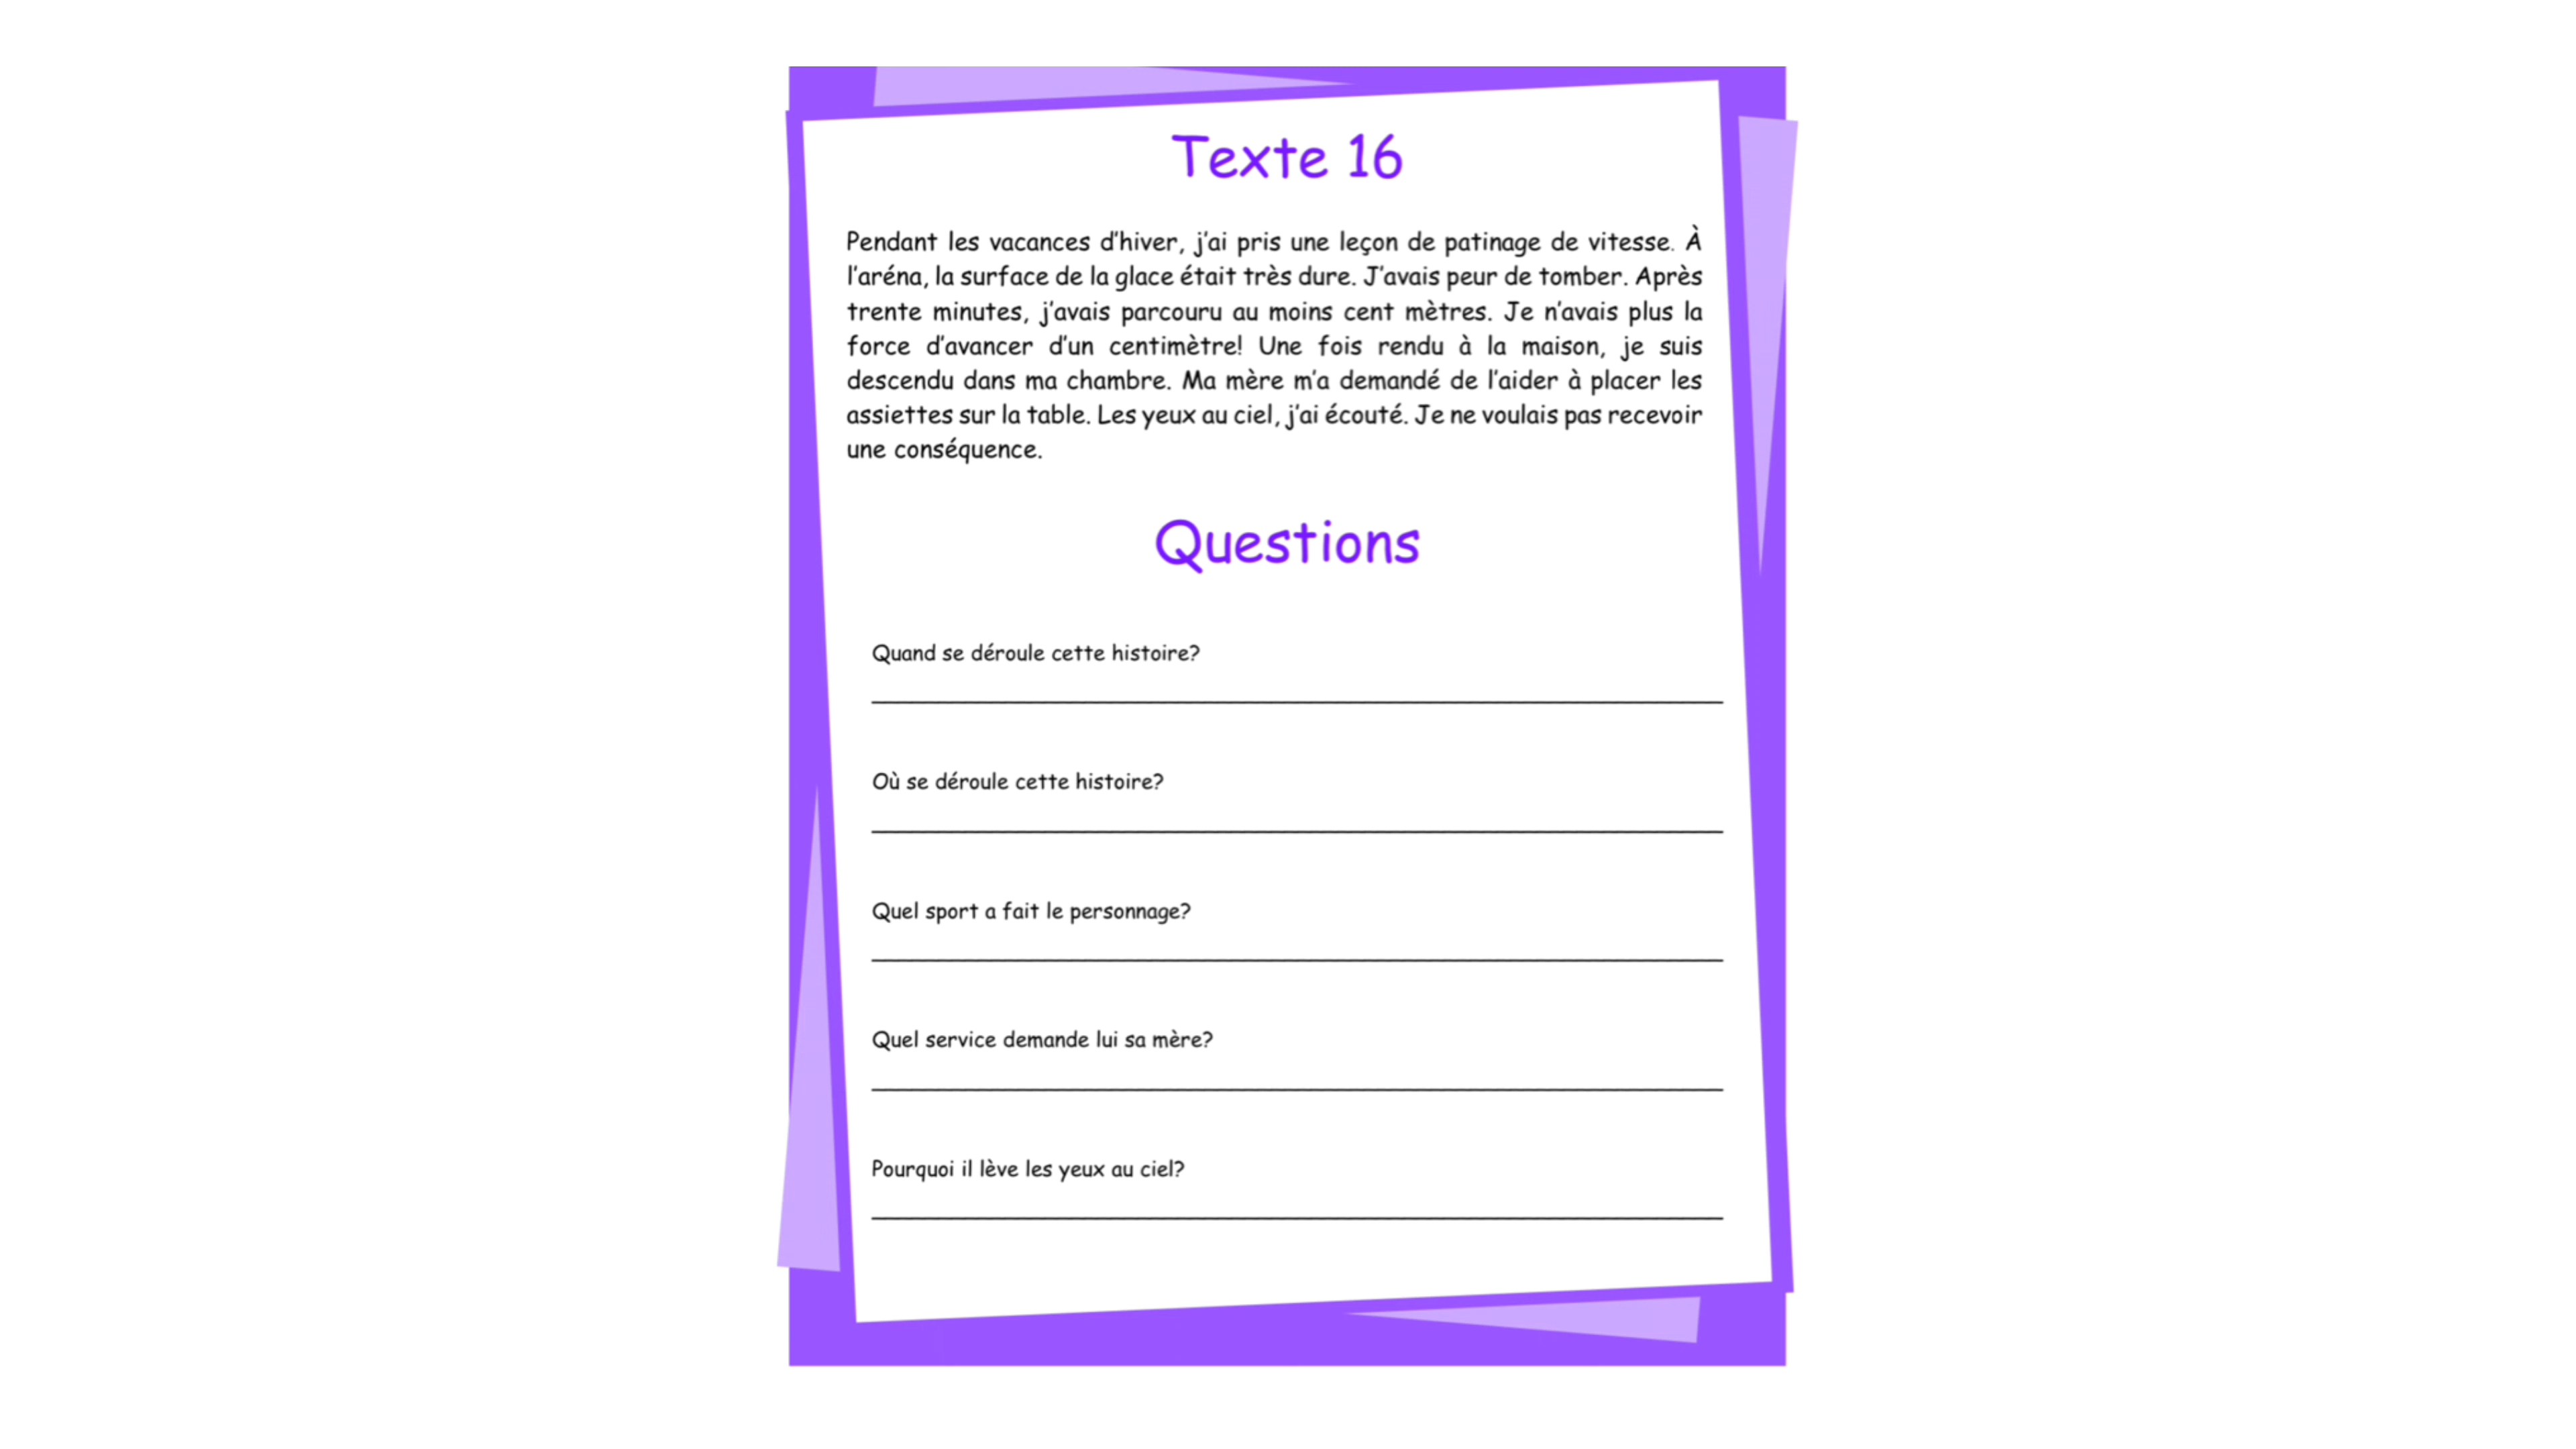 Texte 16
Pendant les vacances d'hiver, j'ai pris une leçon de patinage de vitesse. À
l'aréna, la surface de la glace était très dure. J'avais peur de tomber. Après
trente minutes, j'avais parcouru au moins cent mètres. Je n'avais plus la
force d'avancer d'un centimètre! Une fois rendu à la maison, je suis
descendu dans ma chambre. Ma mère m'a demandé de l'aider à placer les
assiettes sur la table. Les yeux au ciel, j'ai écouté. Je ne voulais pas recevoir
une conséquence.
Questions
Quand se déroule cette histoire?
Où se déroule cette histoire?
Quel sport a fait le personnage?
Quel service demande lui sa mère?
Pourquoi il lève les yeux au ciel?